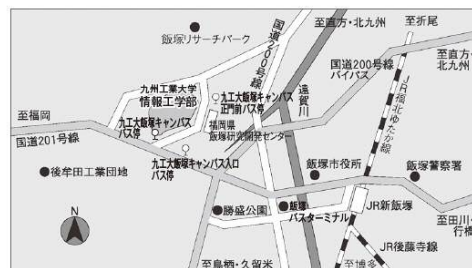 飯塚リサーチパーク
国道200号線
至直方・北九州
至折尾
至直方・
北九州
国道200号線
バイパス
遠賀川
JR福北ゆたか線
九州工業大学
情報工学部
九工大飯塚キャンパス
正門前バス停
九工大飯塚キャンパス
バス停
福岡県
飯塚研究開発センター
至福岡
国道201号線
九工大飯塚キャンパス入口
バス停
後牟田工業団地
飯塚市役所
飯塚警察署
勝盛公園
飯塚
バスターミナル
JR新飯塚
至田川・
行橋
JR後藤寺線
至鳥栖・久留米
至博多
N